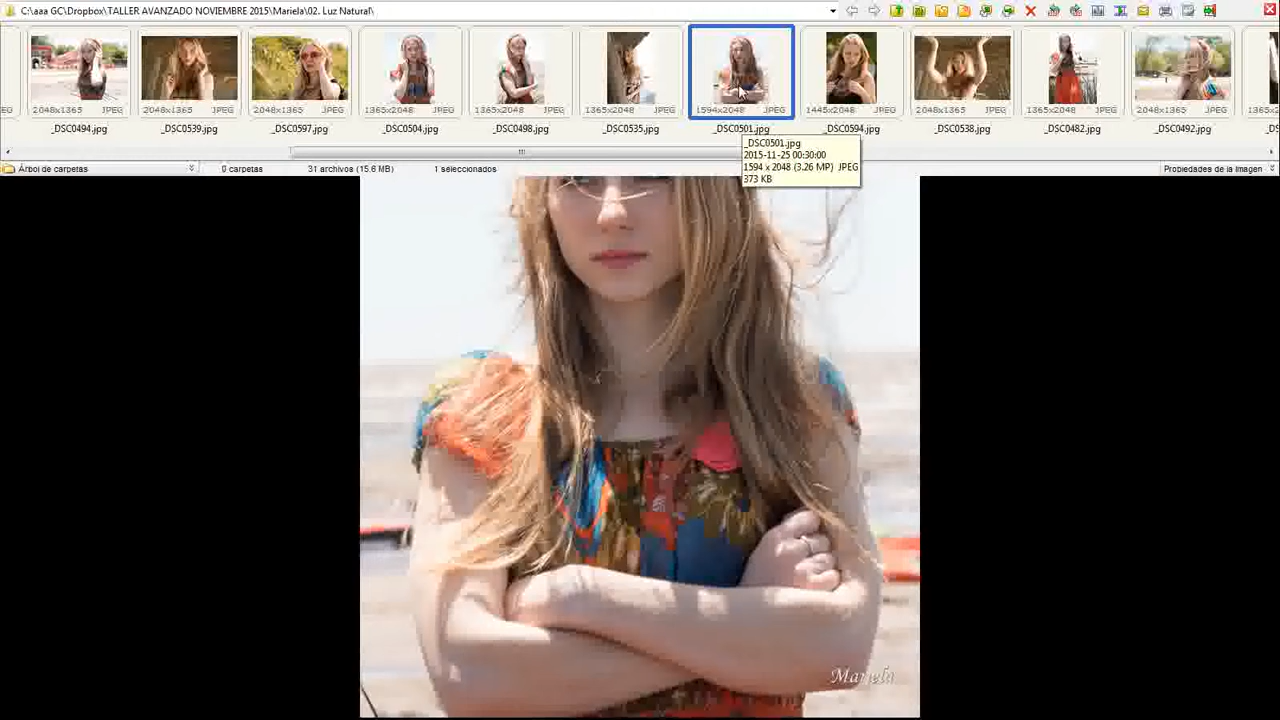 C:\aaa GC\Dropbox\TALLER AVANZADO NOVIEMBRE 2015\Mariela\02. Luz Natural\
EG 2048x1365 JPEG 2048x1365 JPEG 2048x1365 JPEG 1365x2048 JPEG 1365x2048 JPEG 1365x2048 JPEG 1594x2048 JPEG 1445x2048 JPEG 2048x1365 JPEG 1365x2048 JPEG 2048x1365 JPEG
_DSC0494.jpg _DSC0539.jpg _DSC0597.jpg _DSC0504.jpg _DSC0498.jpg _DSC0535.jpg _DSC0501.jpg _DSC0594.jpg _DSC0538.jpg _DSC0482.jpg _DSC0492.jpg
_DSC0501.jpg
2015-11-25 00:30:00
1594 x 2048 (3.26 MP) JPEG
373 KB
Árbol de carpetas 0 carpetas 31 archivos (15.6 MB) 1 seleccionados Propiedades de la imagen
Mariela